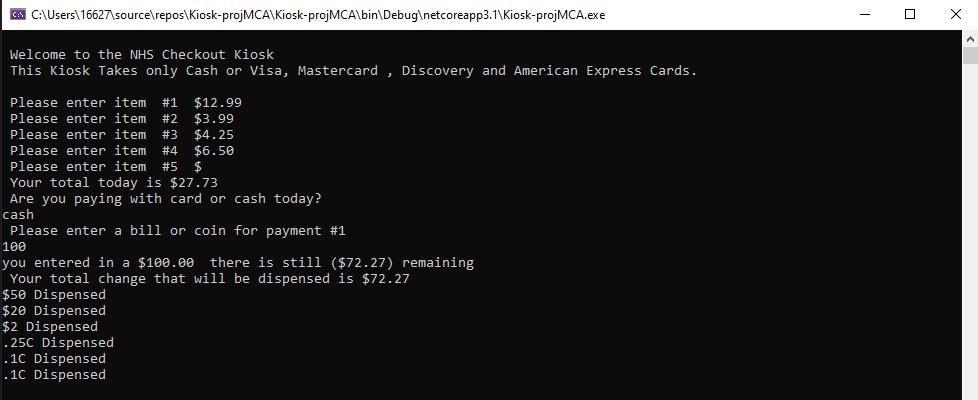 C:\Users\16627\source\repos\Kiosk-projMCA\Kiosk-projMCA\bin\Debug\netcoreapp3.1\Kiosk-projMCA.exe
Welcome to the NHS Checkout Kiosk
This Kiosk Takes only Cash or Visa, Mastercard , Discovery and American Express Cards.
Please enter item  #1  $12.99
Please enter item  #2  $3.99
Please enter item  #3  $4.25
Please enter item  #4  $6.50
Please enter item  #5  $
Your total today is $27.73
Are you paying with card or cash today?
cash
Please enter a bill or coin for payment #1
100
you entered in a $100.00  there is still ($72.27) remaining
Your total change that will be dispensed is $72.27
$50 Dispensed
$20 Dispensed
$2 Dispensed
.25C Dispensed
.1C Dispensed
.1C Dispensed